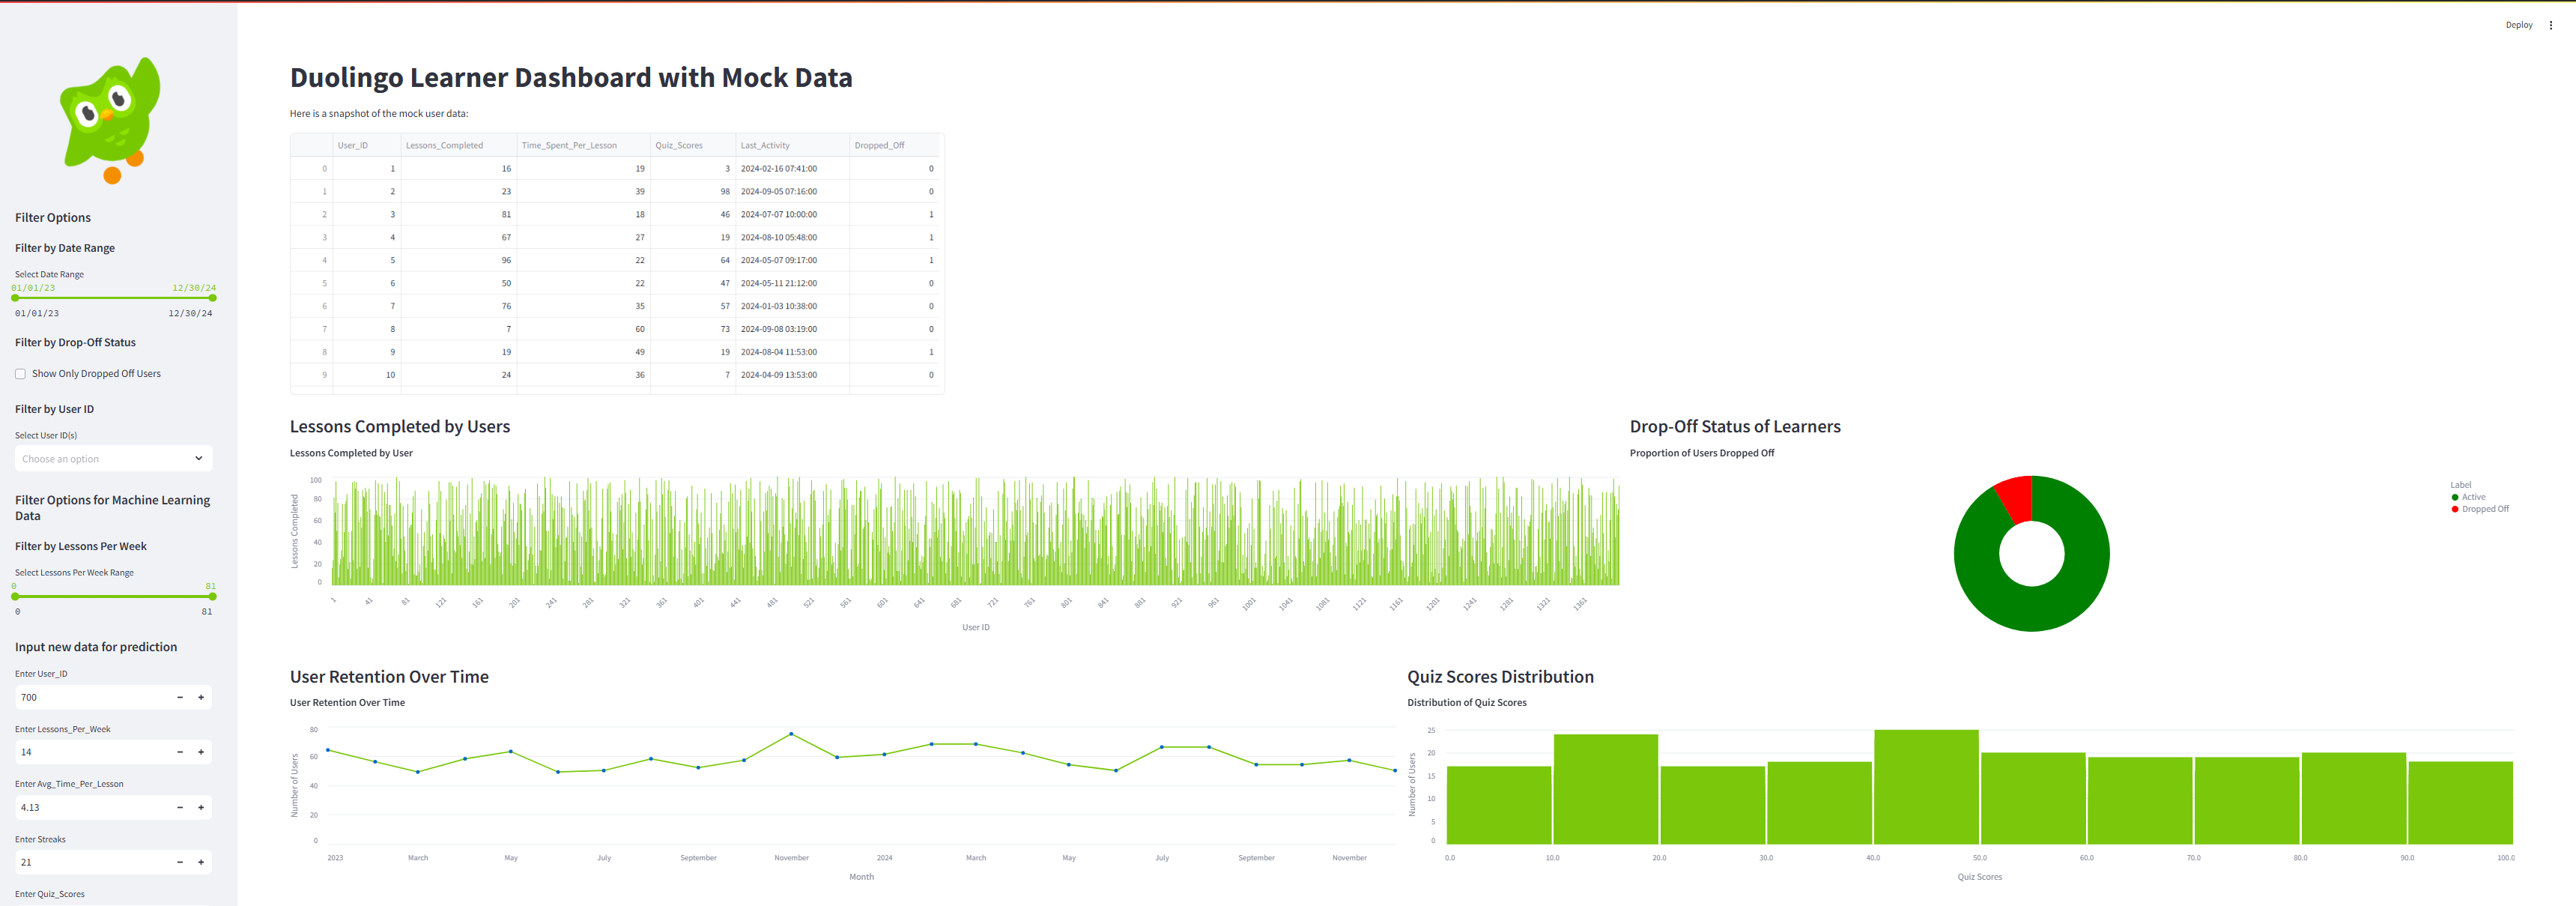 Deploy
Filter Options
Filter by Date Range
Select Date Range
01/01/23 12/30/24
01/01/23 12/30/24
Filter by Drop-Off Status
Show Only Dropped Off Users
Filter by User ID
Select User ID(s)
Choose an option
Filter Options for Machine Learning
Data
Filter by Lessons Per Week
Select Lessons Per Week Range
0 81
0 81
Input new data for prediction
Enter User_ID
700 − +
Enter Lessons_Per_Week
14 − +
Enter Avg_Time_Per_Lesson
4.13 − +
Enter Streaks
21 − +
Enter Quiz_Scores
Duolingo Learner Dashboard with Mock Data
Here is a snapshot of the mock user data:
User_ID Lessons_Completed Time_Spent_Per_Lesson Quiz_Scores Last_Activity Dropped_Off
0 1 16 19 3 2024-02-16 07:41:00 0
1 2 23 39 98 2024-09-05 07:16:00 0
2 3 81 18 46 2024-07-07 10:00:00 1
3 4 67 27 19 2024-08-10 05:48:00 1
4 5 96 22 64 2024-05-07 09:17:00 1
5 6 50 22 47 2024-05-11 21:12:00 0
6 7 76 35 57 2024-01-03 10:38:00 0
7 8 7 60 73 2024-09-08 03:19:00 0
8 9 19 49 19 2024-08-04 11:53:00 1
9 10 24 36 7 2024-04-09 13:53:00 0
Lessons Completed by Users
Lessons Completed by User
Lessons Completed
100
80
60
40
20
0
1 41 81 121 161 201 241 281 321 361 401 441 481 521 561 601 641 681 721 761 801 841 881 921 961 1001 1041 1081 1121 1161 1201 1241 1281 1321 1361
User ID
Drop-Off Status of Learners
Proportion of Users Dropped Off
Label
Active
Dropped Off
User Retention Over Time
User Retention Over Time
Number of Users
80
60
40
20
0
2023 March May July September November 2024 March May July September November
Month
Quiz Scores Distribution
Distribution of Quiz Scores
Number of Users
25
20
15
10
5
0
0.0 10.0 20.0 30.0 40.0 50.0 60.0 70.0 80.0 90.0 100.0
Quiz Scores